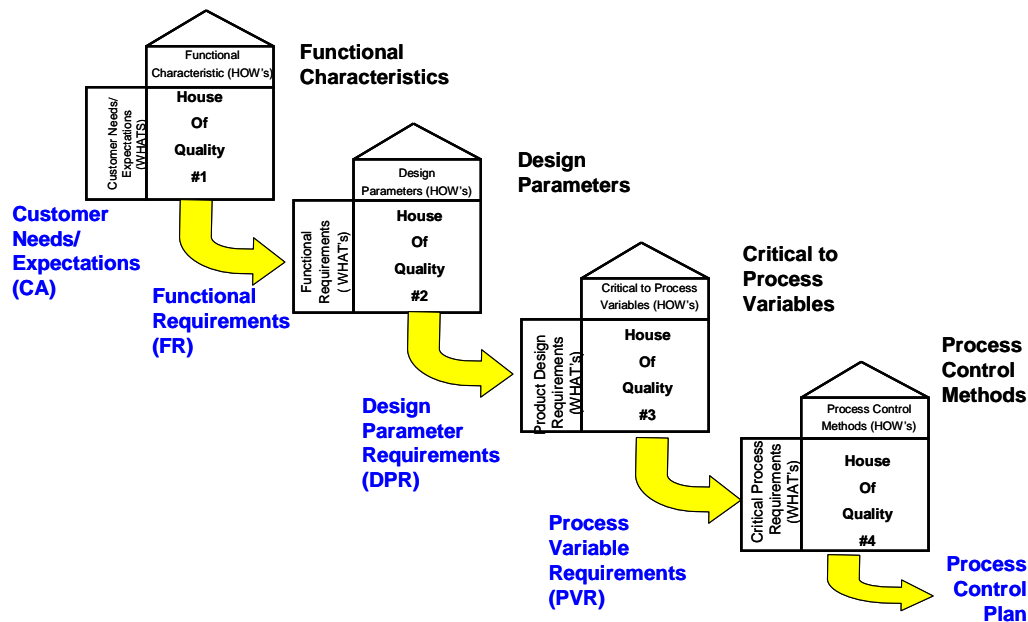 Functional
Characteristic (HOW's)
Functional
Characteristics
Customer Needs/
Expectations
(WHATS)
House
Of
Quality
#1
Customer
Needs/
Expectations
(CA)
Design
Parameters (HOW's)
Design
Parameters
Functional
Requirements
( WHAT's)
House
Of
Quality
#2
Functional
Requirements
(FR)
Critical to Process
Variables (HOW's)
Critical to
Process
Variables
Product Design
Requirements
(WHAT's)
House
Of
Quality
#3
Design
Parameter
Requirements
(DPR)
Process Control
Methods (HOW's)
Process
Control
Methods
Critical Process
Requirements
(WHAT's)
House
Of
Quality
#4
Process
Variable
Requirements
(PVR)
Process
Control
Plan